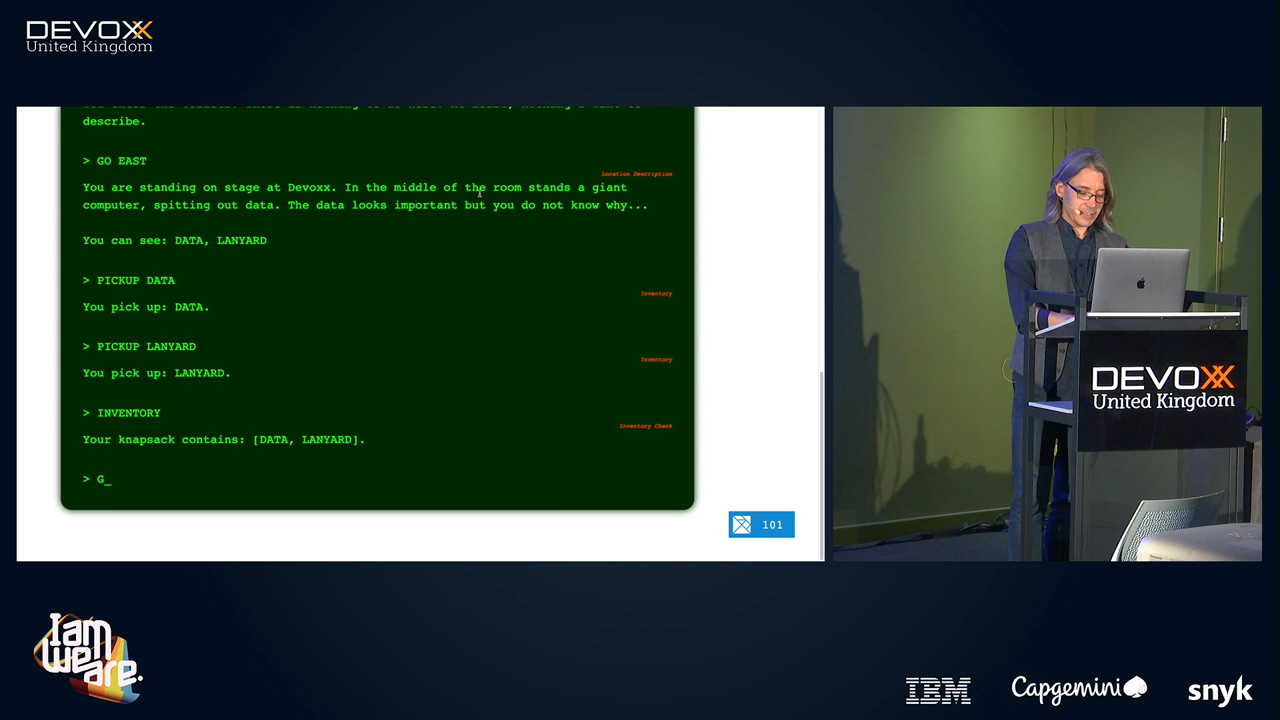 DEVOXX
United Kingdom
describe.
> GO EAST
Location Description
You are standing on stage at Devoxx. In the middle of the room stands a giant
computer, spitting out data. The data looks important but you do not know why...
You can see: DATA, LANYARD
> PICKUP DATA
Inventory
You pick up: DATA.
> PICKUP LANYARD
Inventory
You pick up: LANYARD.
> INVENTORY
Inventory Check
Your knapsack contains: [DATA, LANYARD].
> G_
101
DEVOXX
United Kingdom
I am
We are.
IBM
Capgemini
snyk